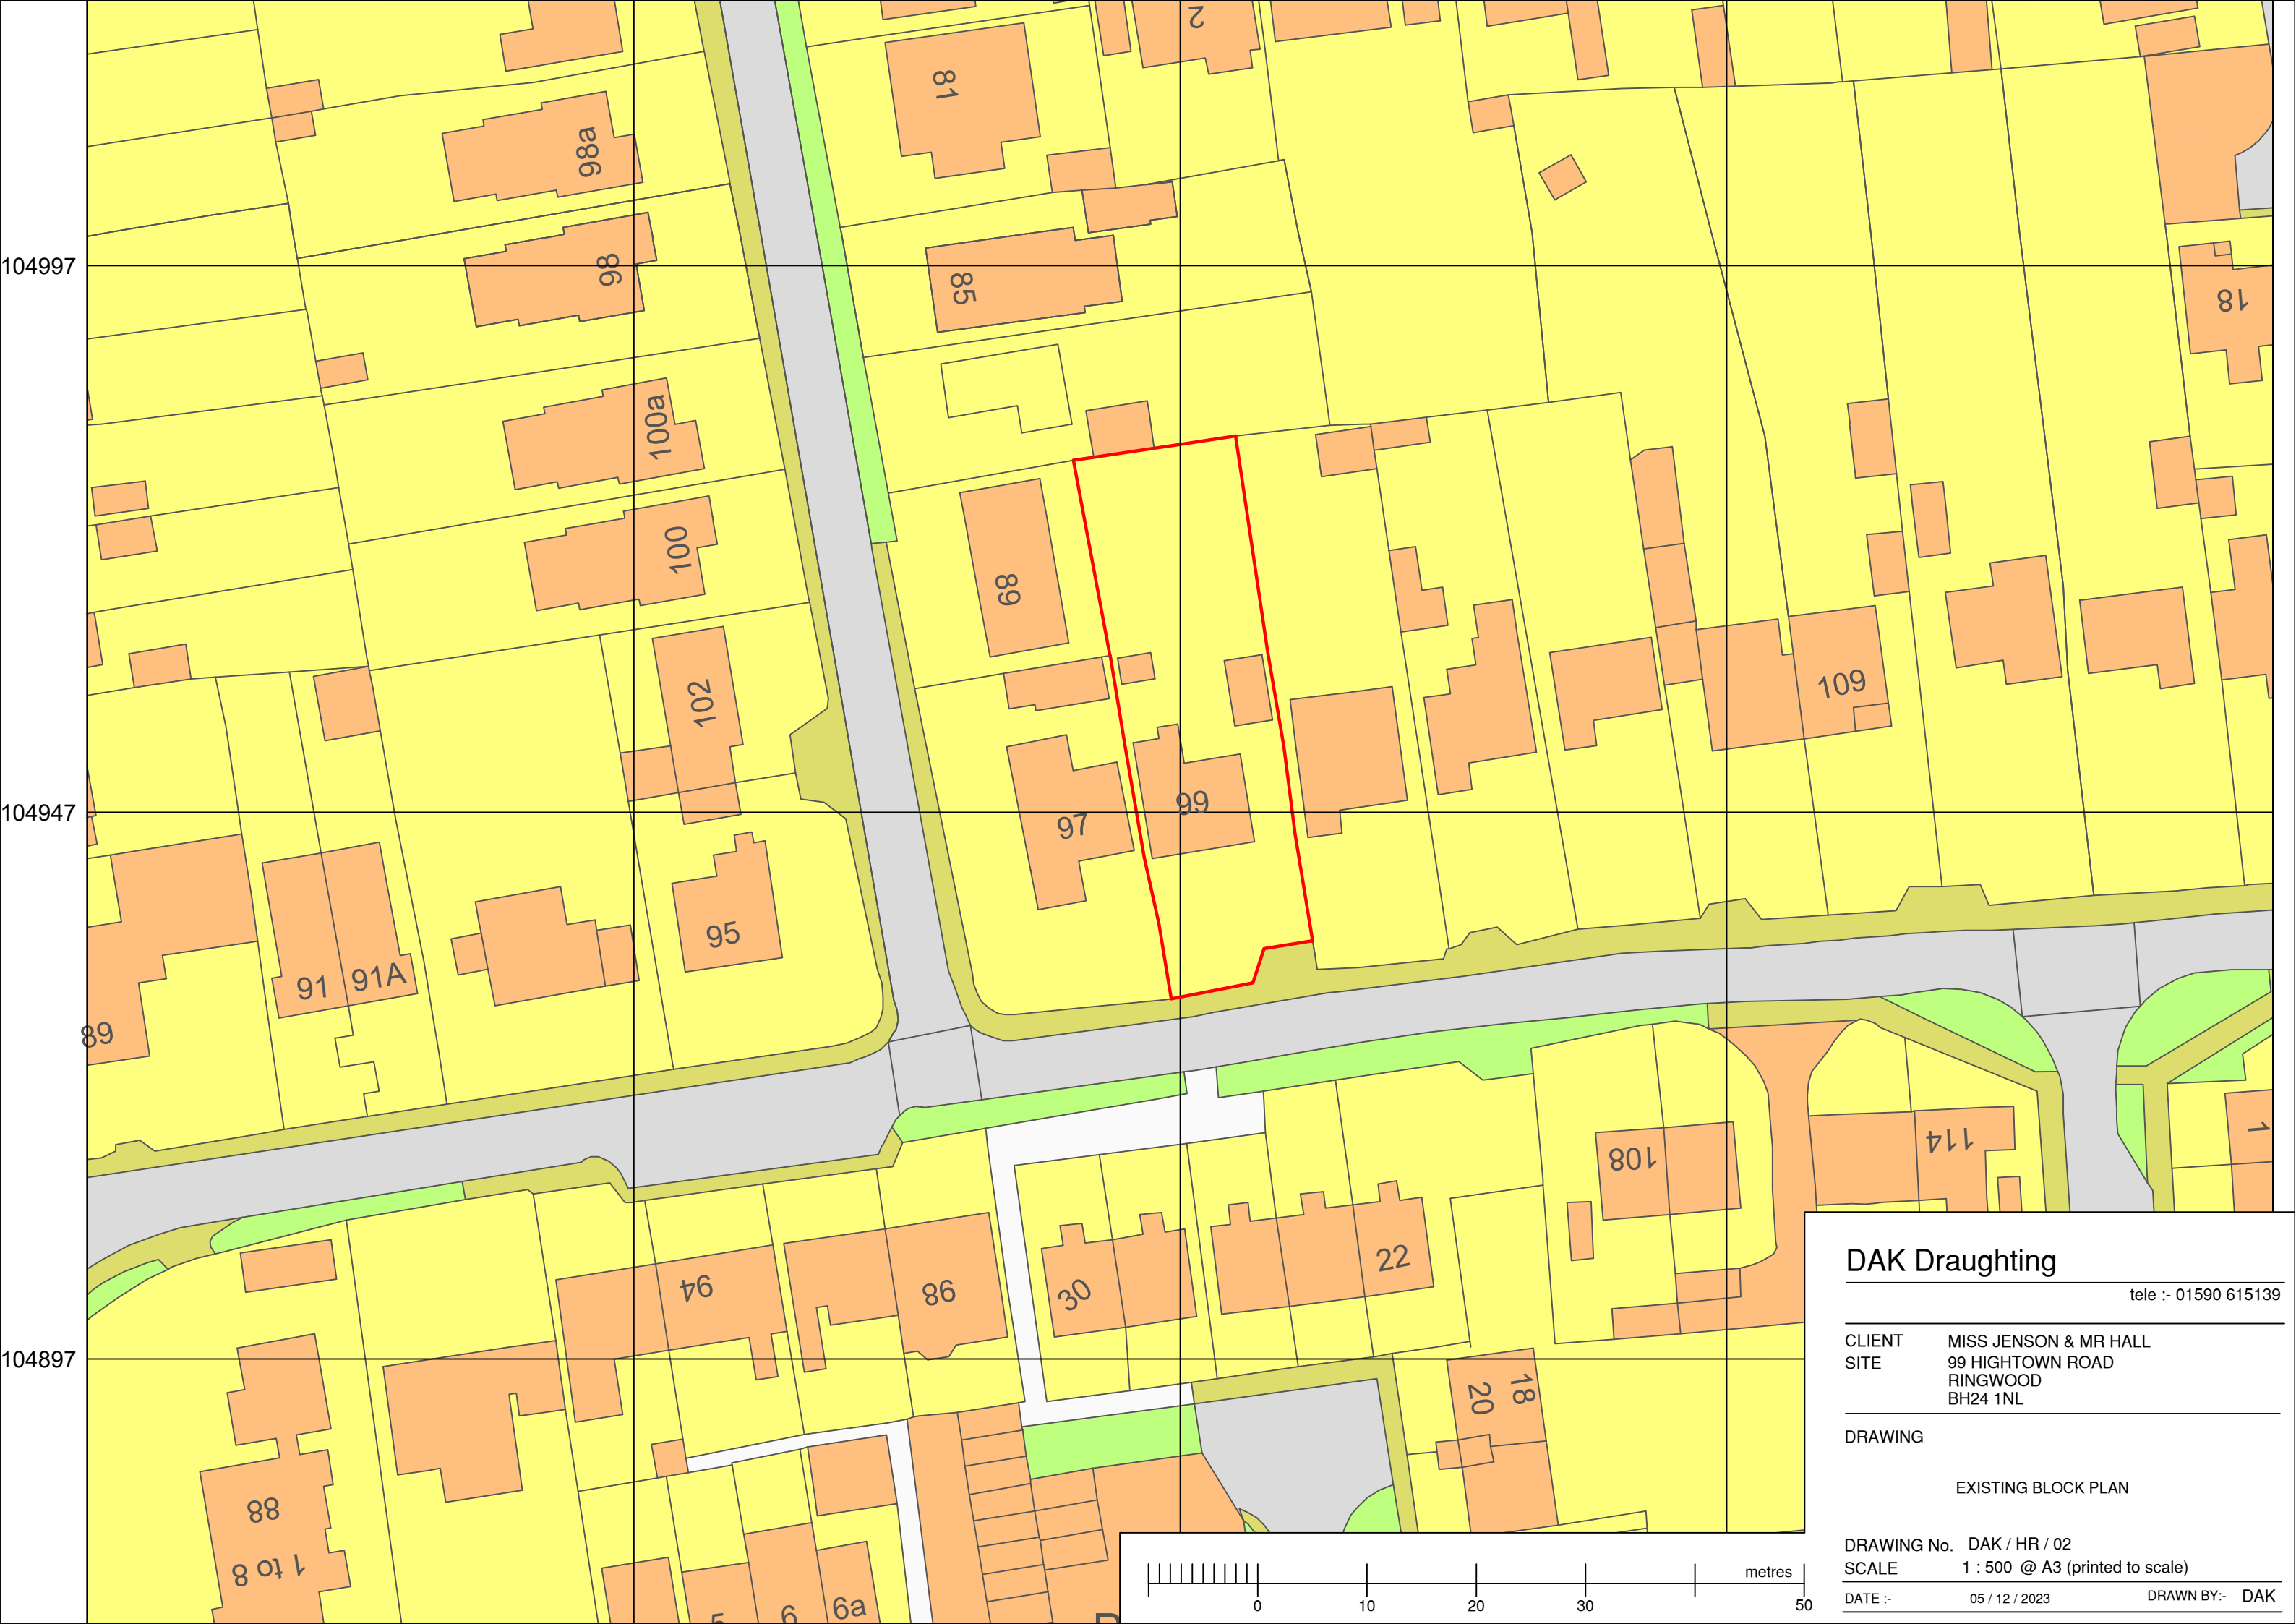 2
81
98a
104997
98
85
18
100a
100
89
102
109
104947
99
97
95
91
91A
89
108
114
1
94
98
30
22
104897
20
18
88
1 to 8
5
6
6a
DAK Draughting
tele :- 01590 615139
CLIENT MISS JENSON & MR HALL
SITE 99 HIGHTOWN ROAD
RINGWOOD
BH24 1NL
DRAWING
EXISTING BLOCK PLAN
DRAWING No. DAK / HR / 02
SCALE 1 : 500 @ A3 (printed to scale)
DATE :- 05 / 12 / 2023 DRAWN BY:- DAK
metres
0 10 20 30 50